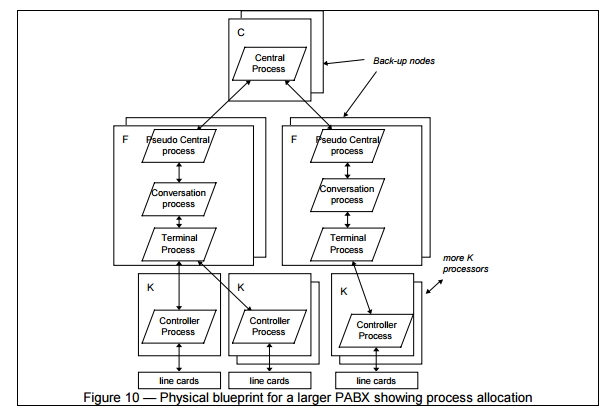 C
Central
Process
Back-up nodes
F
Pseudo Central
process
F
Pseudo Central
process
Conversation
process
Conversation
process
Terminal
Process
Terminal
Process
more K
processors
K
K
K
Controller
Process
Controller
Process
Controller
Process
line cards
line cards
line cards
Figure 10 — Physical blueprint for a larger PABX showing process allocation